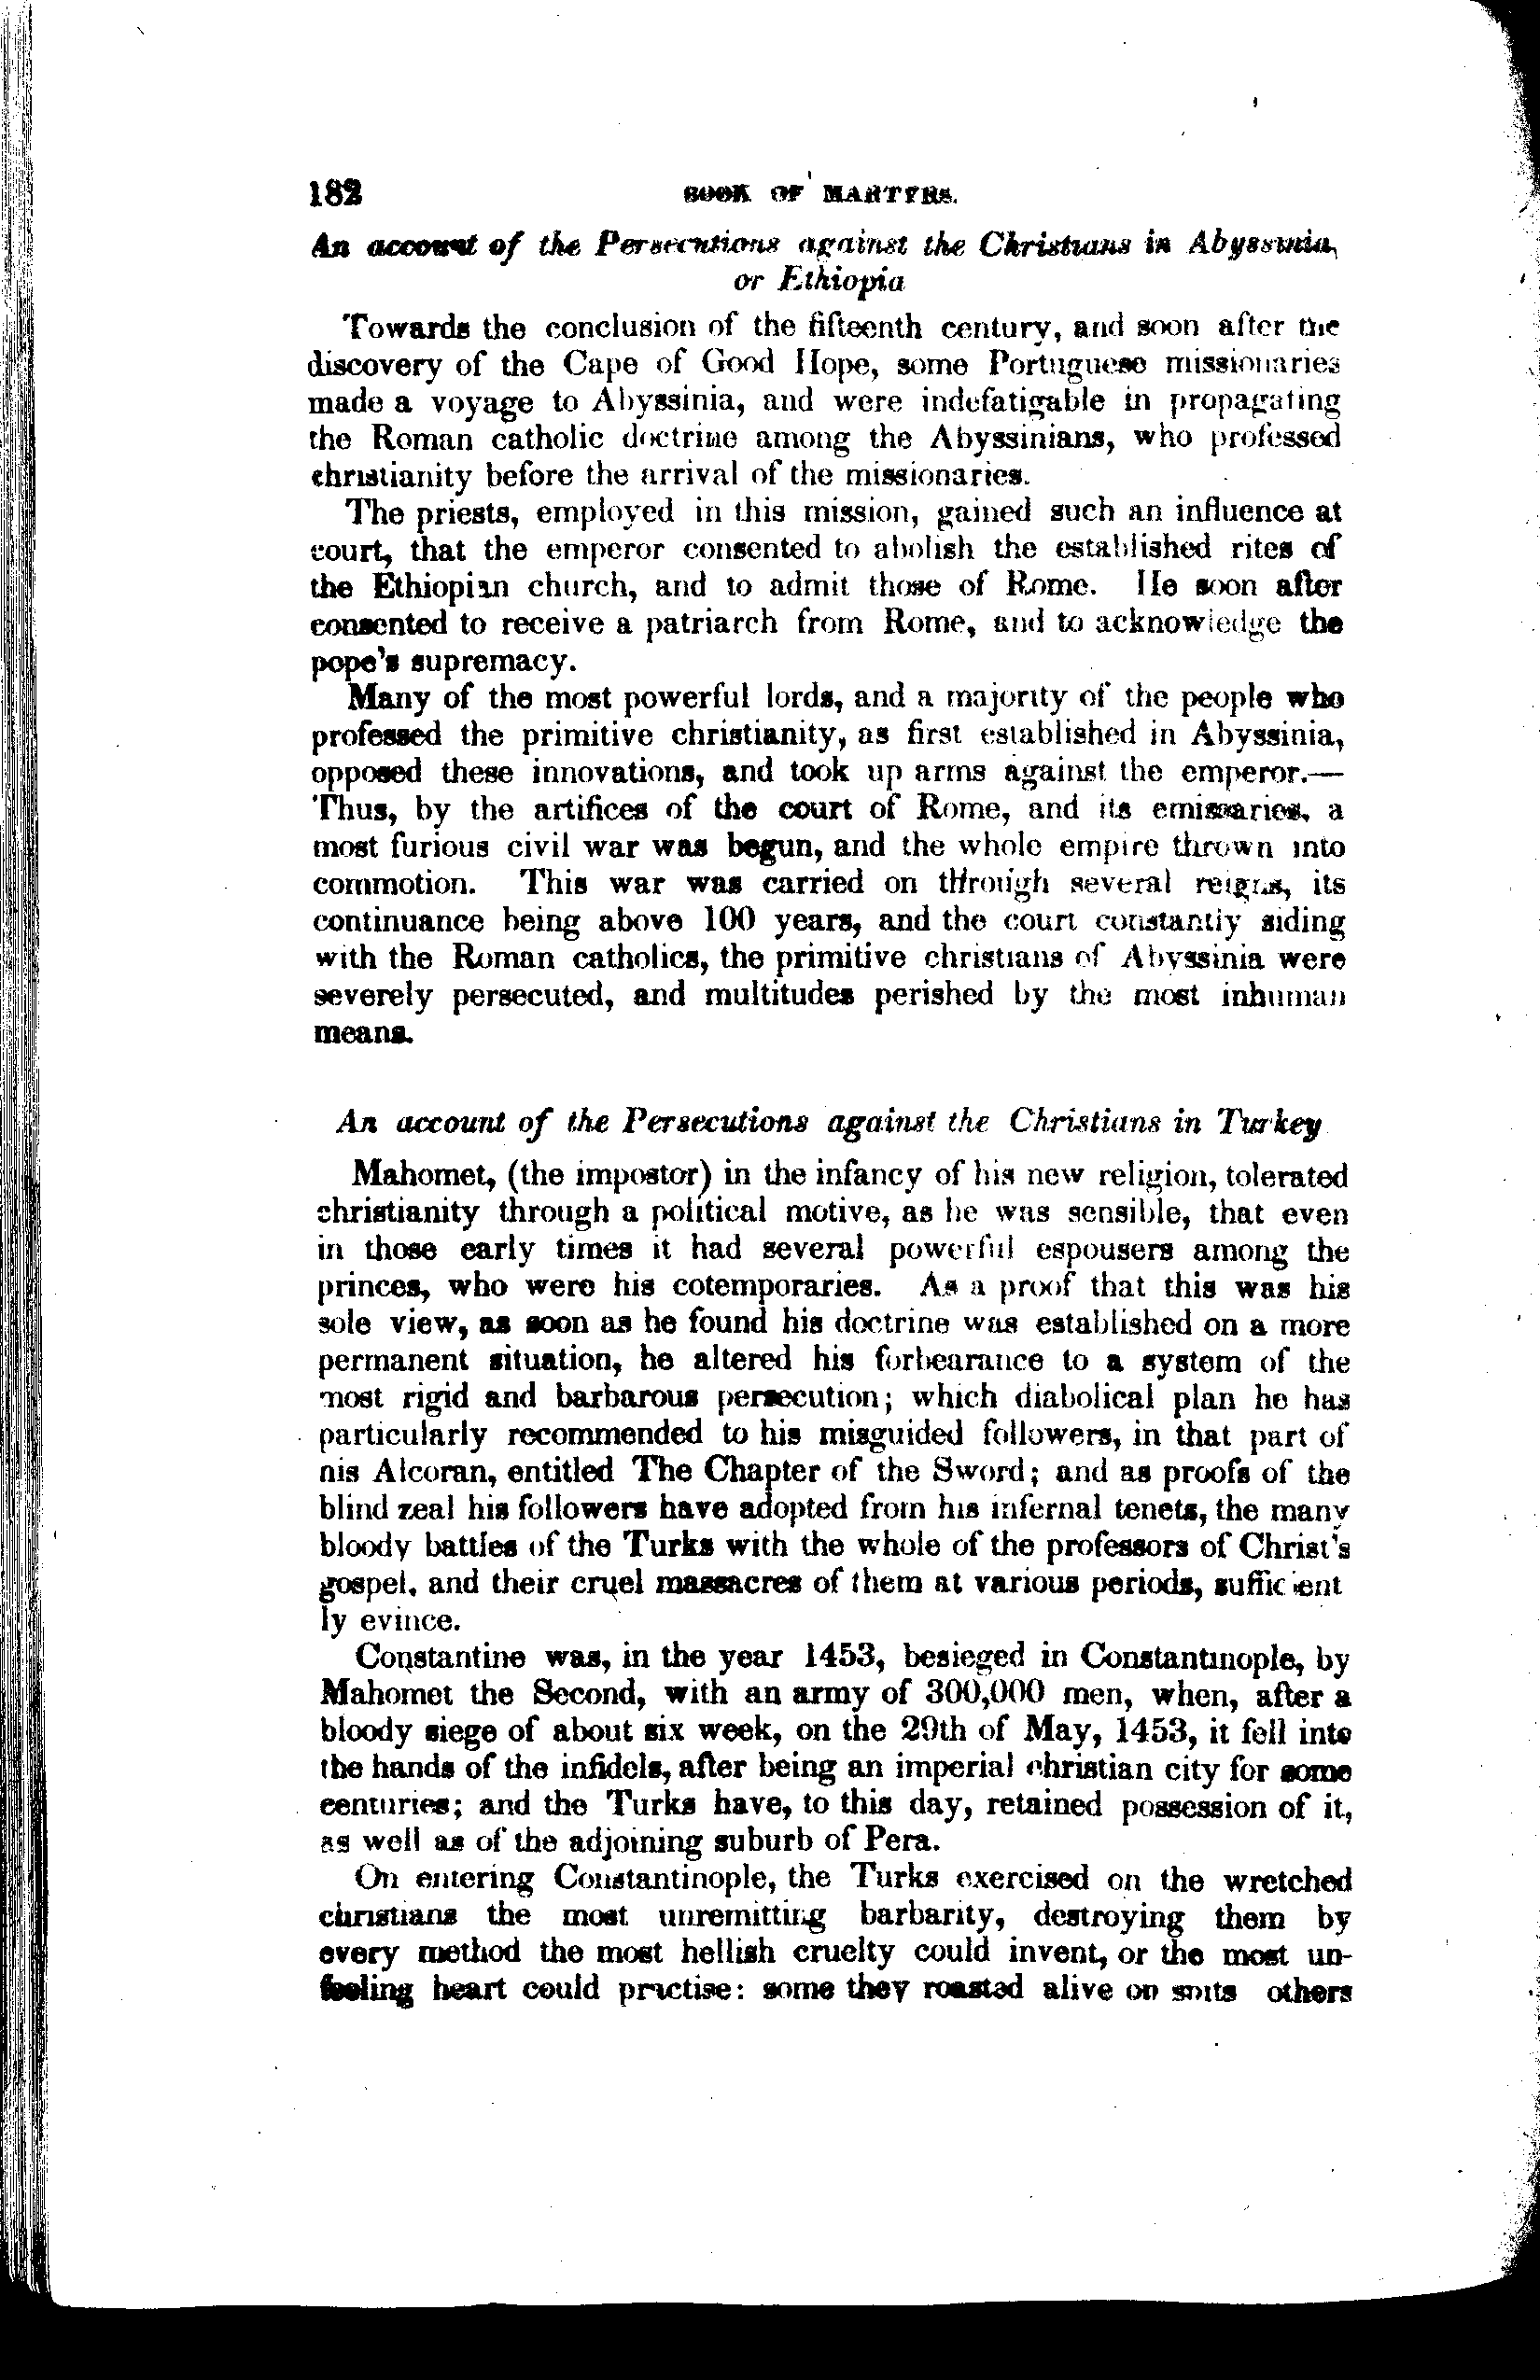 182 BOOK OF MARTYRS.
An account of the Persecutions against the Christians in Abyssinia,
or Ethiopia
Towards the conclusion of the fifteenth century, and soon after the
discovery of the Cape of Good Hope, some Portuguese missionaries
made a voyage to Abyssinia, and were indefatigable in propagating
the Roman catholic doctrine among the Abyssinians, who professed
christianity before the arrival of the missionaries.
The priests, employed in this mission, gained such an influence at
court, that the emperor consented to abolish the established rites of
the Ethiopian church, and to admit those of Rome. He soon after
consented to receive a patriarch from Rome, and to acknowledge the
pope's supremacy.
Many of the most powerful lords, and a majority of the people who
professed the primitive christianity, as first established in Abyssinia,
opposed these innovations, and took up arms against the emperor.—
Thus, by the artifices of the court of Rome, and its emissaries, a
most furious civil war was begun, and the whole empire thrown into
commotion. This war was carried on through several reigns, its
continuance being above 100 years, and the court constantly siding
with the Roman catholics, the primitive christians of Abyssinia were
severely persecuted, and multitudes perished by the most inhuman
means.
An account of the Persecutions against the Christians in Turkey
Mahomet, (the impostor) in the infancy of his new religion, tolerated
christianity through a political motive, as he was sensible, that even
in those early times it had several powerful espousers among the
princes, who were his cotemporaries. As a proof that this was his
sole view, as soon as he found his doctrine was established on a more
permanent situation, he altered his forbearance to a system of the
most rigid and barbarous persecution; which diabolical plan he has
particularly recommended to his misguided followers, in that part of
his Alcoran, entitled The Chapter of the Sword; and as proofs of the
blind zeal his followers have adopted from his infernal tenets, the many
bloody battles of the Turks with the whole of the professors of Christ's
gospel, and their cruel massacres of them at various periods, sufficient
ly evince.
Constantine was, in the year 1453, besieged in Constantinople, by
Mahomet the Second, with an army of 300,000 men, when, after a
bloody siege of about six week, on the 29th of May, 1453, it fell into
the hands of the infidels, after being an imperial christian city for some
centuries; and the Turks have, to this day, retained possession of it,
as well as of the adjoining suburb of Pera.
On entering Constantinople, the Turks exercised on the wretched
christians the most unremitting barbarity, destroying them by
every method the most hellish cruelty could invent, or the most un-
feeling heart could practise: some they roasted alive on spits others